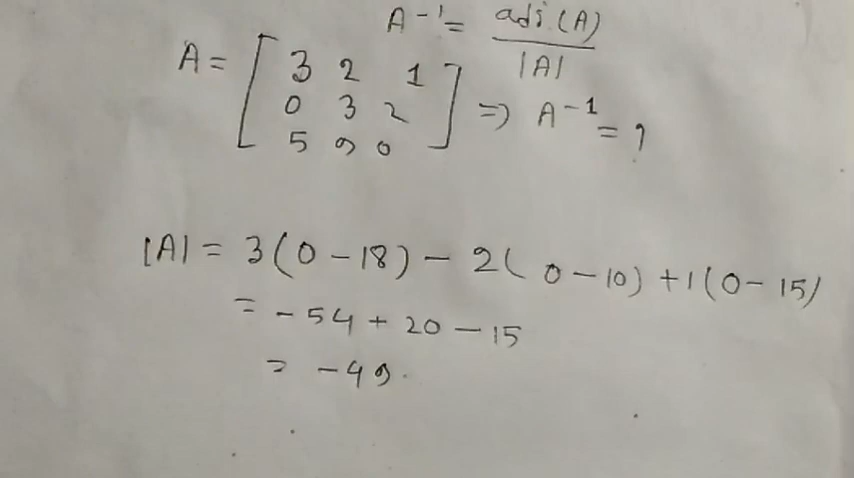 A⁻¹ = adj (A)
|A|
A = [ 3 2 1
0 3 2
5 9 0 ] => A⁻¹ = ?
|A| = 3(0 - 18) - 2(0 - 10) + 1(0 - 15)
= - 54 + 20 - 15
= - 49.